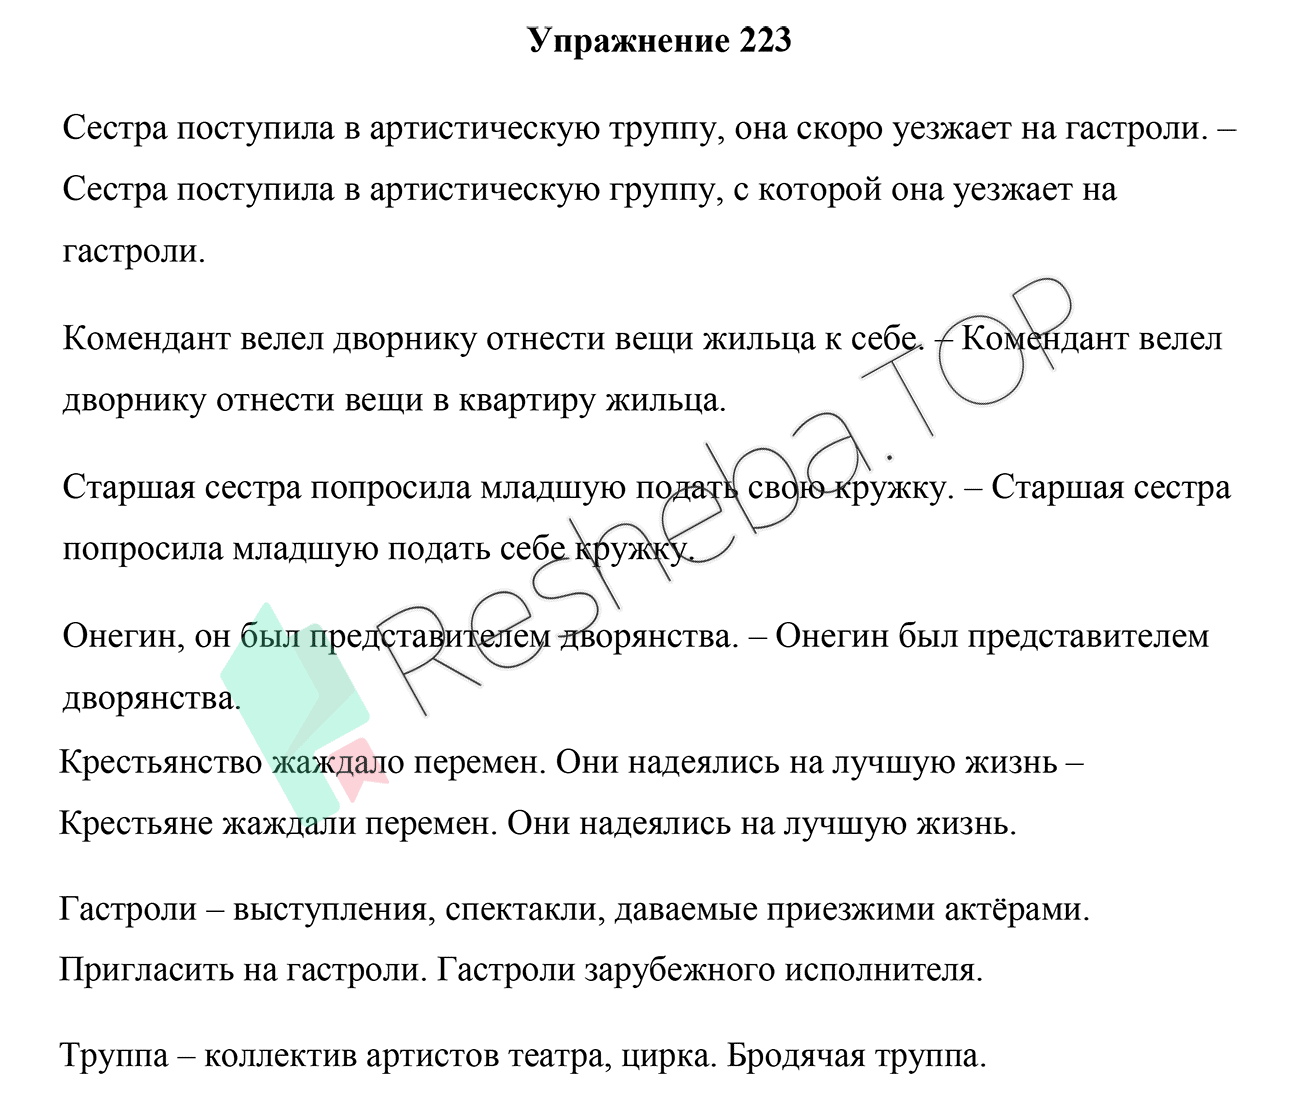 Упражнение 223
Сестра поступила в артистическую труппу, она скоро уезжает на гастроли. –
Сестра поступила в артистическую группу, с которой она уезжает на
гастроли.
Комендант велел дворнику отнести вещи жильца к себе. – Комендант велел
дворнику отнести вещи в квартиру жильца.
Старшая сестра попросила младшую подать свою кружку. – Старшая сестра
попросила младшую подать себе кружку.
Онегин, он был представителем дворянства. – Онегин был представителем
дворянства.
Крестьянство жаждало перемен. Они надеялись на лучшую жизнь –
Крестьяне жаждали перемен. Они надеялись на лучшую жизнь.
Гастроли – выступления, спектакли, даваемые приезжими актёрами.
Пригласить на гастроли. Гастроли зарубежного исполнителя.
Труппа – коллектив артистов театра, цирка. Бродячая труппа.
Resheba.TOP